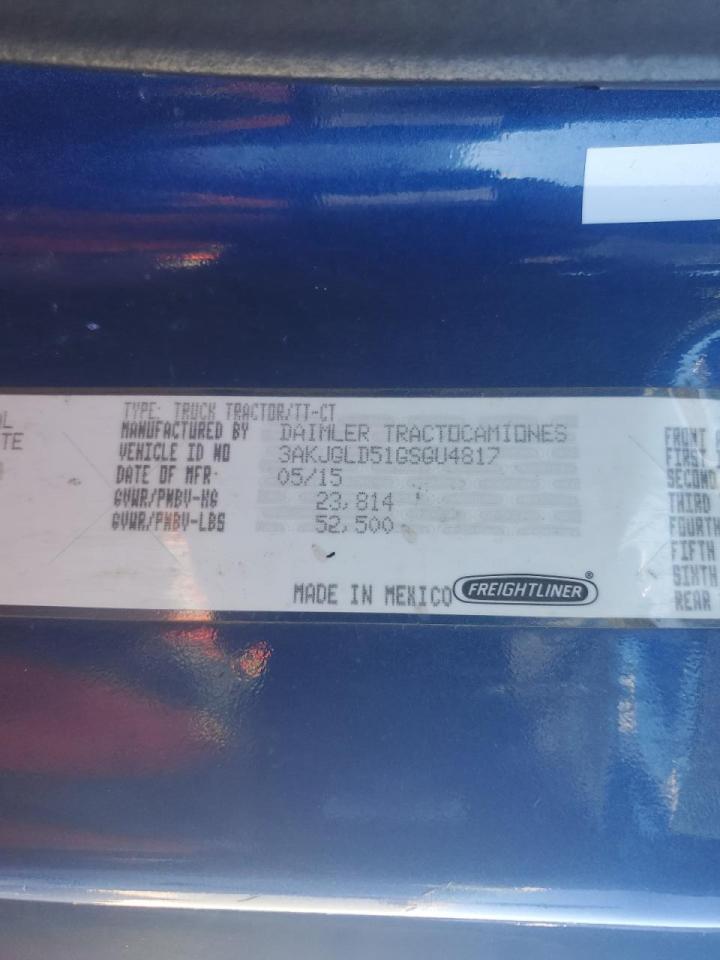 TYPE: TRUCK TRACTOR/TT-CT
MANUFACTURED BY DAIMLER TRACTOCAMIONES
VEHICLE ID NO 3AKJGLD51GSGU4817
DATE OF MFR. 05/15
GVWR/PNBV-KG 23,814
GVWR/PNBV-LBS 52,500
MADE IN MEXICO FREIGHTLINER®
FRONT
FIRST
SECOND
THIRD
FOURTH
FIFTH
SIXTH
REAR